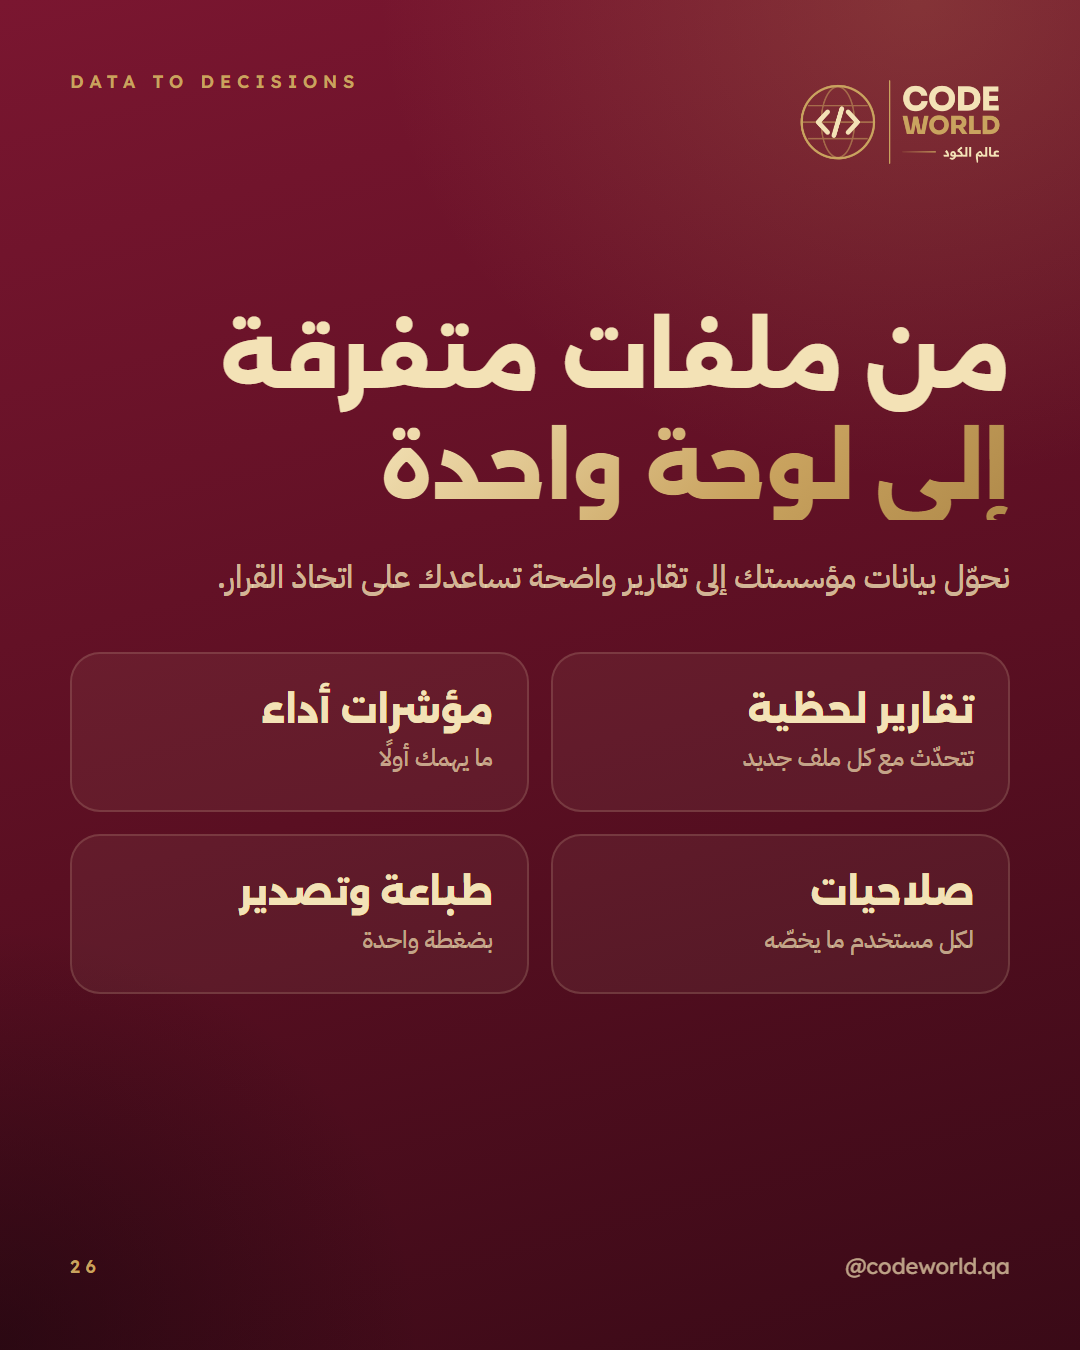 DATA TO DECISIONS
CODE
WORLD
عالم الكود
من ملفات متفرقة
إلى لوحة واحدة
نحوّل بيانات مؤسستك إلى تقارير واضحة تساعدك على اتخاذ القرار.
تقارير لحظية
تتحدّث مع كل ملف جديد
مؤشرات أداء
ما يهمك أولًا
صلاحيات
لكل مستخدم ما يخصّه
طباعة وتصدير
بضغطة واحدة
26
@codeworld.qa